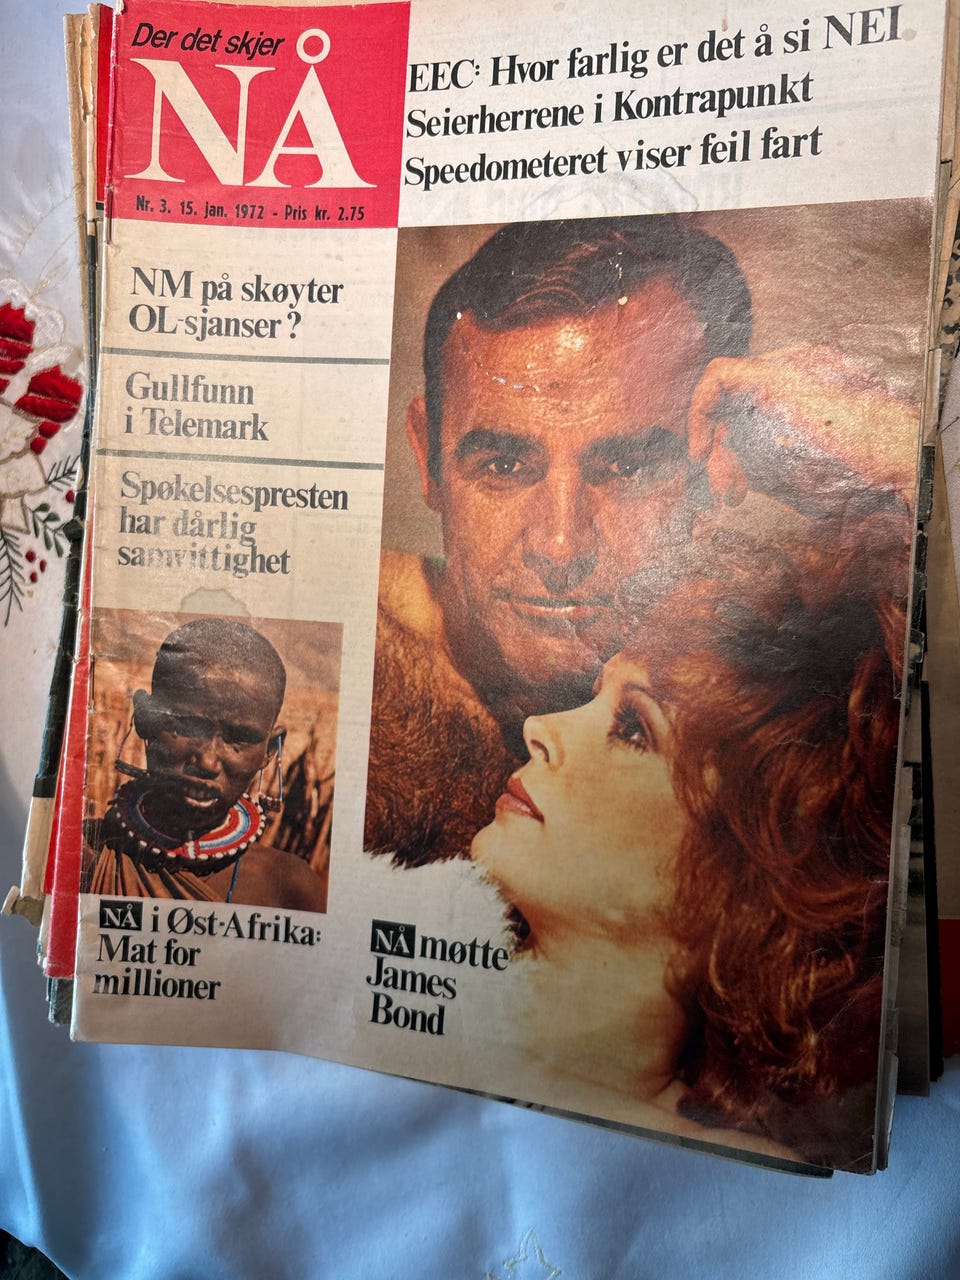 Der det skjer
NÅ
Nr. 3. 15. jan. 1972 - Pris kr. 2.75
EEC: Hvor farlig er det å si NEI
Seierherrene i Kontrapunkt
Speedometeret viser feil fart
NM på skøyter
OL-sjanser?
Gullfunn
i Telemark
Spøkelsespresten
har dårlig
samvittighet
NÅ i Øst-Afrika:
Mat for
millioner
NÅ møtte
James
Bond